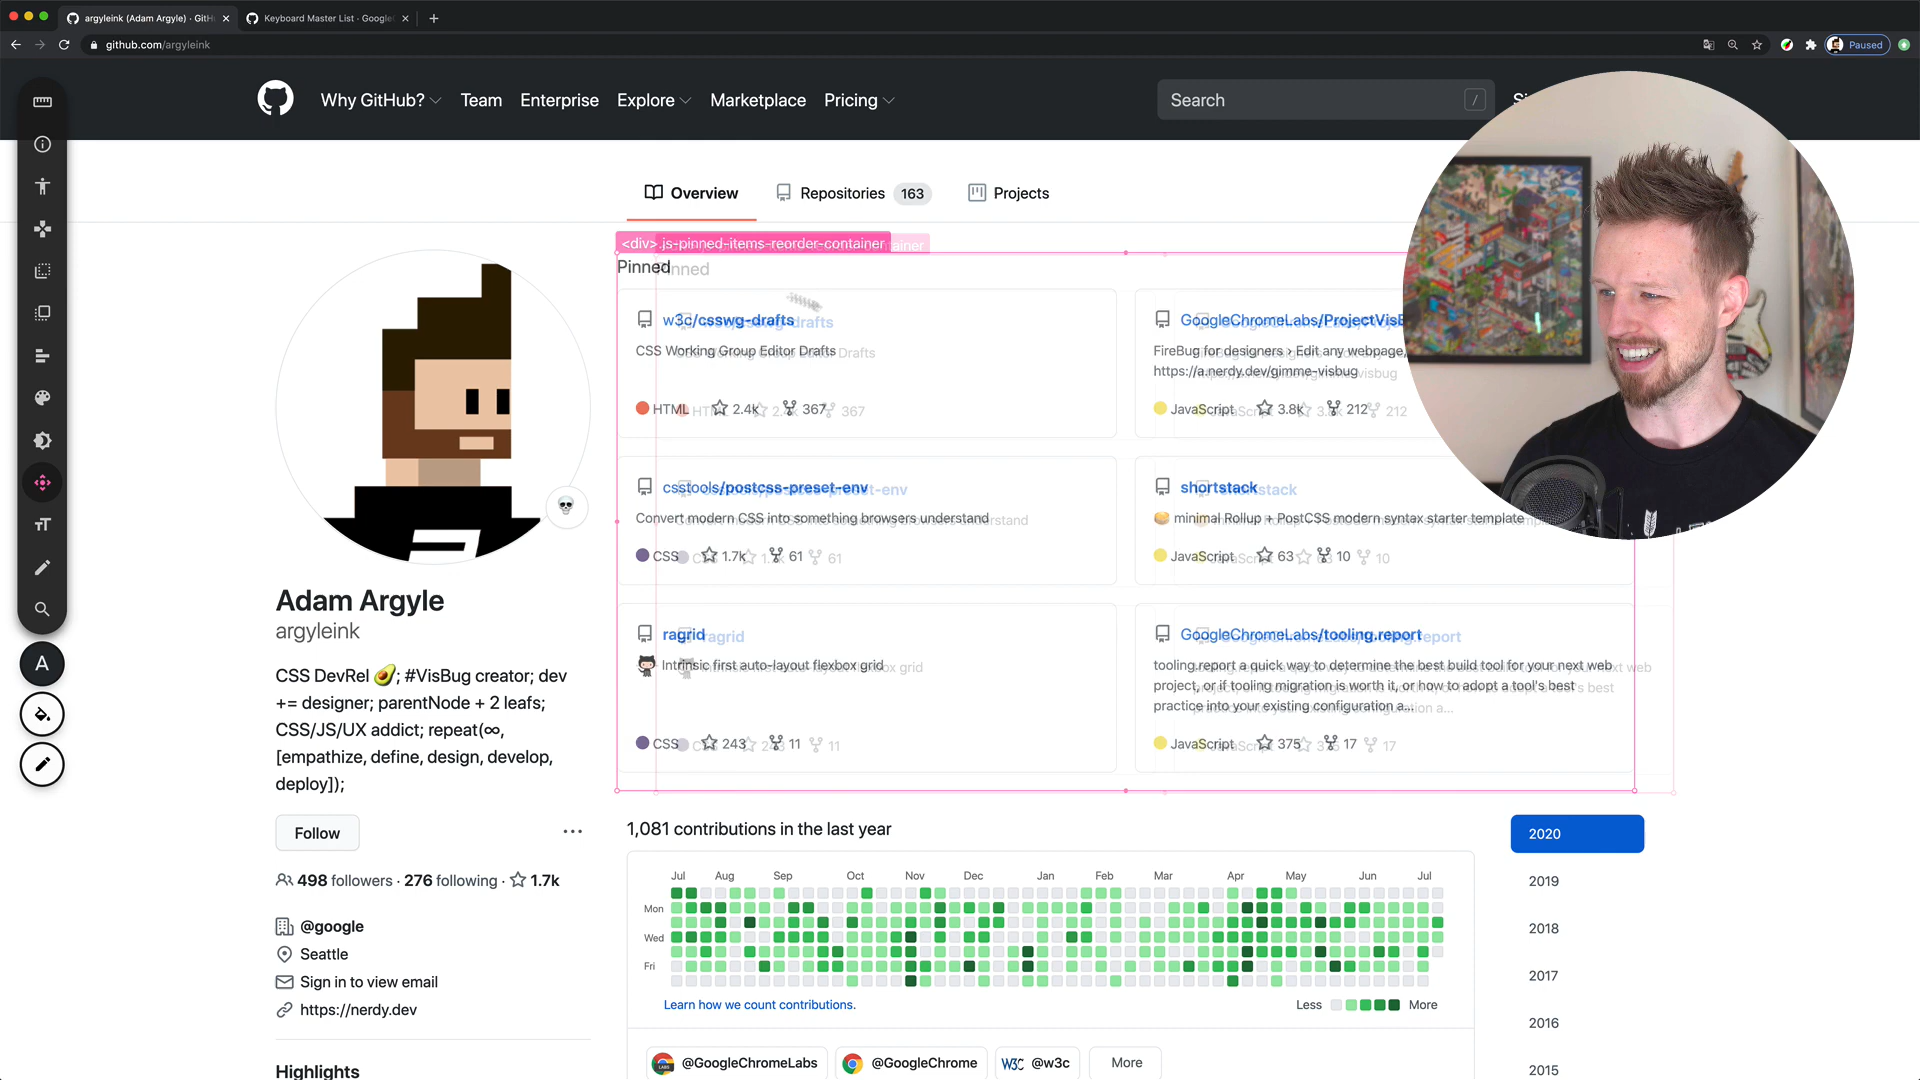 argyleink (Adam Argyle) · GitH
Keyboard Master List - Google
github.com/argyleink
Paused
Why GitHub?
Team
Enterprise
Explore
Marketplace
Pricing
Search
/
Overview
Repositories 163
Projects
<div>.js-pinned-items-reorder-container
Pinned
w3c/csswg-drafts
CSS Working Group Editor Drafts
HTML 2.4k 367
GoogleChromeLabs/ProjectVisB
FireBug for designers › Edit any webpage,
https://a.nerdy.dev/gimme-visbug
JavaScript 3.8k 212
csstools/postcss-preset-env
Convert modern CSS into something browsers understand
CSS 1.7k 61
shortstack
minimal Rollup + PostCSS modern syntax starter template
JavaScript 63 10
ragrid
Intrinsic first auto-layout flexbox grid
CSS 243 11
GoogleChromeLabs/tooling.report
tooling.report a quick way to determine the best build tool for your next web
project, or if tooling migration is worth it, or how to adopt a tool's best
practice into your existing configuration a...
JavaScript 375 17
Adam Argyle
argyleink
CSS DevRel 🥑; #VisBug creator; dev
+= designer; parentNode + 2 leafs;
CSS/JS/UX addict; repeat(∞,
[empathize, define, design, develop,
deploy]);
Follow
498 followers · 276 following · 1.7k
@google
Seattle
Sign in to view email
https://nerdy.dev
Highlights
1,081 contributions in the last year
Jul Aug Sep Oct Nov Dec Jan Feb Mar Apr May Jun Jul
Mon
Wed
Fri
Learn how we count contributions.
Less More
@GoogleChromeLabs
@GoogleChrome
W3C @w3c
More
2020
2019
2018
2017
2016
2015
A